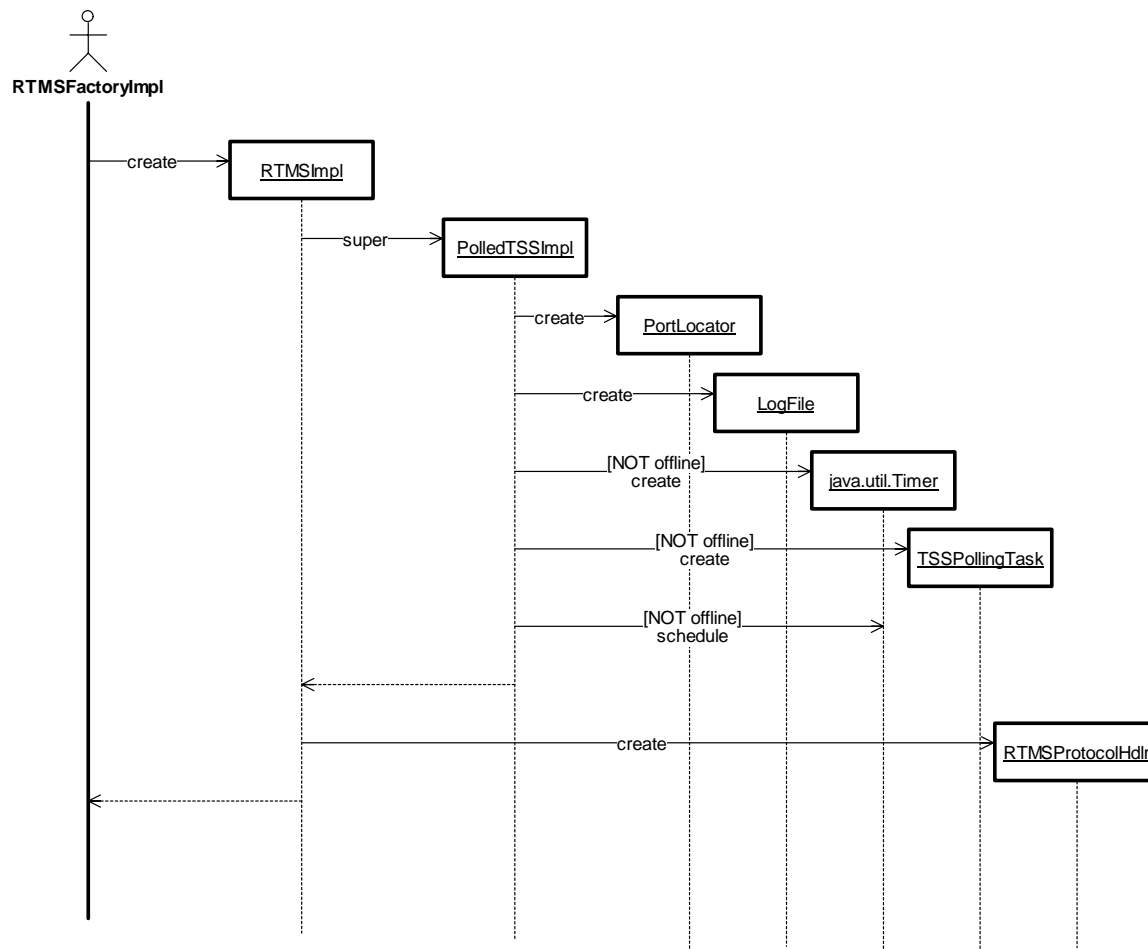 RTMSFactoryImpl
create
RTMSImpl
super
PolledTSSImpl
create
PortLocator
create
LogFile
[NOT offline]
create
java.util.Timer
[NOT offline]
create
TSSPollingTask
[NOT offline]
schedule
create
RTMSProtocolHdlr